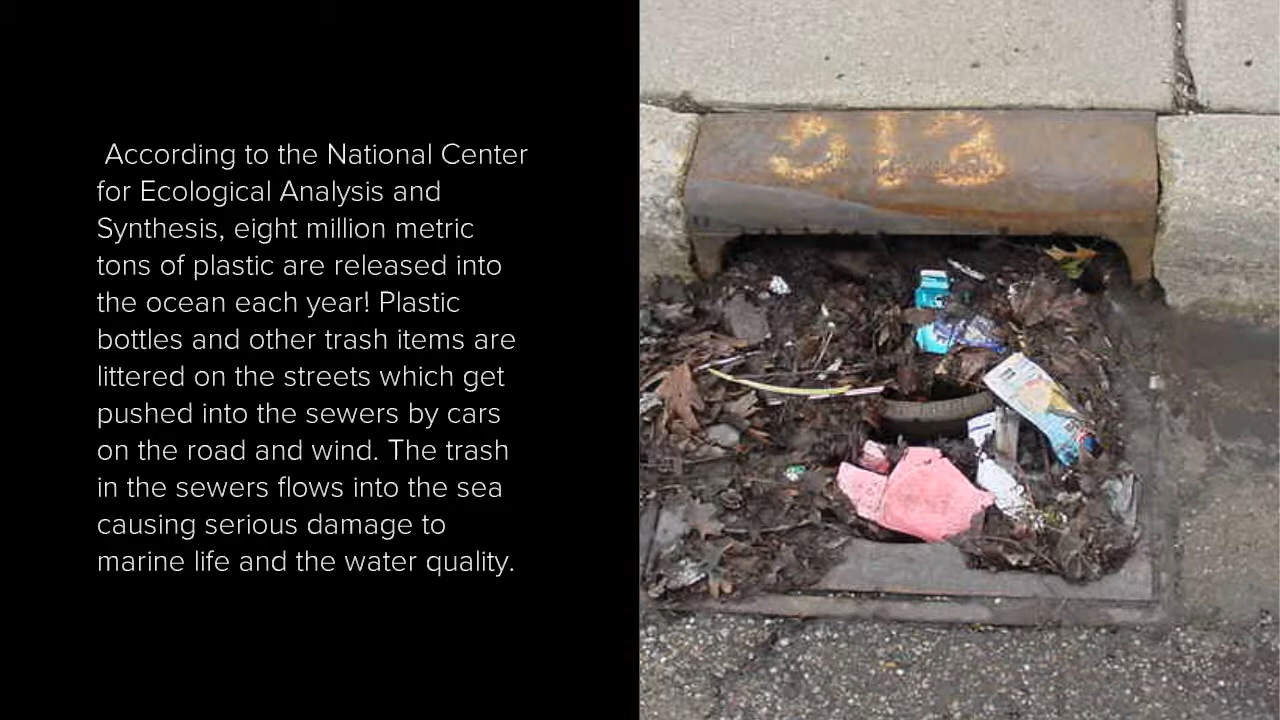 According to the National Center
for Ecological Analysis and
Synthesis, eight million metric
tons of plastic are released into
the ocean each year! Plastic
bottles and other trash items are
littered on the streets which get
pushed into the sewers by cars
on the road and wind. The trash
in the sewers flows into the sea
causing serious damage to
marine life and the water quality.